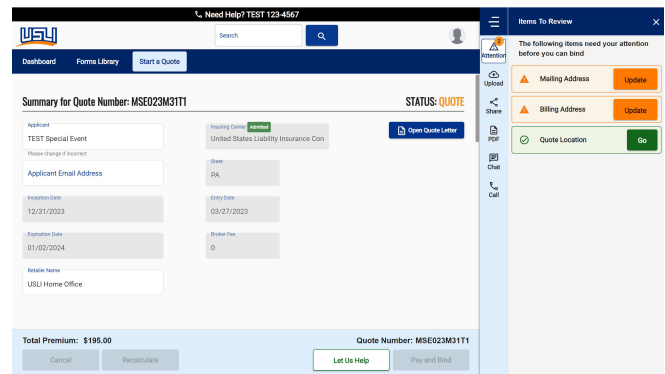 Need Help? TEST 123-4567
USLI
Search
Dashboard Forms Library Start a Quote
Summary for Quote Number: MSE023M31T1
STATUS: QUOTE
Applicant
TEST Special Event
Please change if incorrect
Insuring Carrier Admitted
United States Liability Insurance Con
Open Quote Letter
Applicant Email Address
State
PA
Inception Date
12/31/2023
Entry Date
03/27/2023
Expiration Date
01/02/2024
Broker Fee
0
Retailer Name
USLI Home Office
Total Premium: $195.00
Quote Number: MSE023M31T1
Cancel
Recalculate
Let Us Help
Pay and Bind
2
Attention
Upload
Share
PDF
Chat
Call
Items To Review
The following items need your attention
before you can bind
Mailing Address Update
Billing Address Update
Quote Location Go